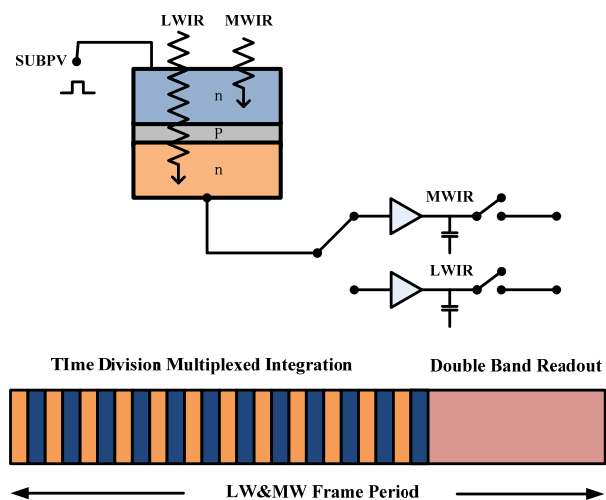 LWIR MWIR
SUBPV
n
P
n
MWIR
LWIR
TIme Division Multiplexed Integration
Double Band Readout
LW&MW Frame Period